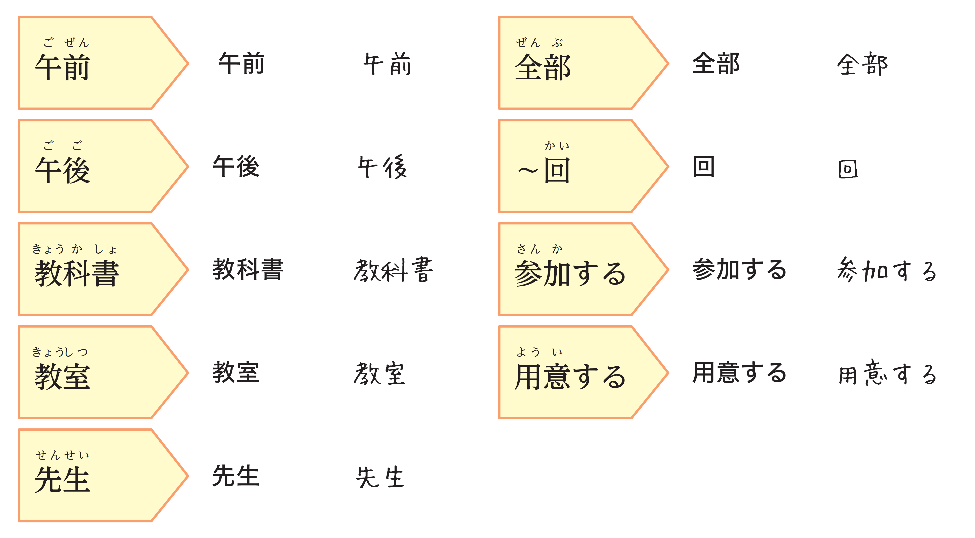 ご ぜん
午前 午前 午前
ご ご
午後 午後 午後
きょう か しょ
教科書 教科書 教科書
きょうしつ
教室 教室 教室
せんせい
先生 先生 先生
ぜん ぶ
全部 全部 全部
かい
～回 回 回
さん か
参加する 参加する 参加する
よう い
用意する 用意する 用意する